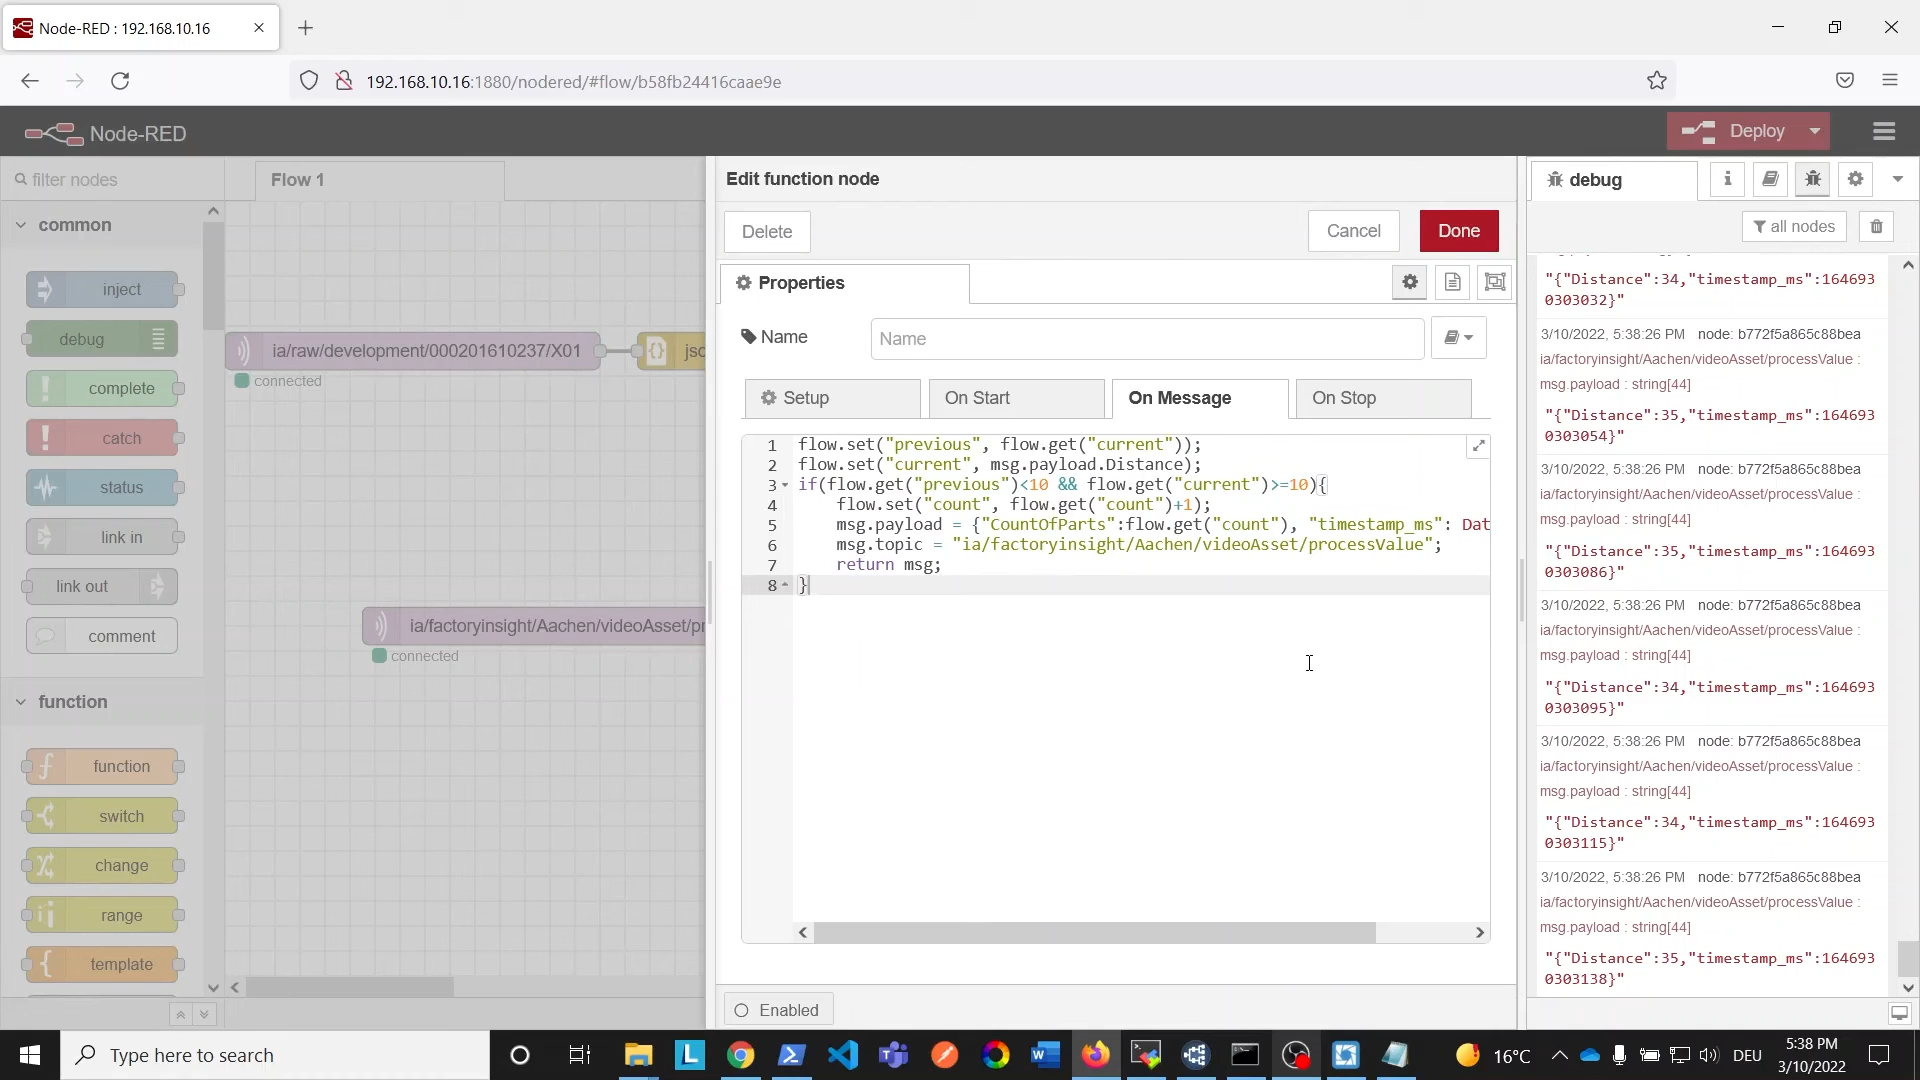 Node-RED : 192.168.10.16
192.168.10.16:1880/nodered/#flow/b58fb24416caae9e
Node-RED
Deploy
filter nodes
Flow 1
Edit function node
debug
common
Delete
Cancel
Done
all nodes
inject
debug
complete
catch
status
link in
link out
comment
function
function
switch
change
range
template
ia/raw/development/000201610237/X01
connected
ia/factoryinsight/Aachen/videoAsset/pr
connected
Properties
Name
Name
Setup
On Start
On Message
On Stop
1 flow.set("previous", flow.get("current"));
2 flow.set("current", msg.payload.Distance);
3 if(flow.get("previous")<10 && flow.get("current")>=10){
4 flow.set("count", flow.get("count")+1);
5 msg.payload = {"CountOfParts":flow.get("count"), "timestamp_ms": Dat
6 msg.topic = "ia/factoryinsight/Aachen/videoAsset/processValue";
7 return msg;
8 }
Enabled
"{"Distance":34,"timestamp_ms":164693
0303032}"
3/10/2022, 5:38:26 PM node: b772f5a865c88bea
ia/factoryinsight/Aachen/videoAsset/processValue :
msg.payload : string[44]
"{"Distance":35,"timestamp_ms":164693
0303054}"
3/10/2022, 5:38:26 PM node: b772f5a865c88bea
ia/factoryinsight/Aachen/videoAsset/processValue :
msg.payload : string[44]
"{"Distance":35,"timestamp_ms":164693
0303086}"
3/10/2022, 5:38:26 PM node: b772f5a865c88bea
ia/factoryinsight/Aachen/videoAsset/processValue :
msg.payload : string[44]
"{"Distance":34,"timestamp_ms":164693
0303095}"
3/10/2022, 5:38:26 PM node: b772f5a865c88bea
ia/factoryinsight/Aachen/videoAsset/processValue :
msg.payload : string[44]
"{"Distance":34,"timestamp_ms":164693
0303115}"
3/10/2022, 5:38:26 PM node: b772f5a865c88bea
ia/factoryinsight/Aachen/videoAsset/processValue :
msg.payload : string[44]
"{"Distance":35,"timestamp_ms":164693
0303138}"
Type here to search
16°C
DEU
5:38 PM
3/10/2022